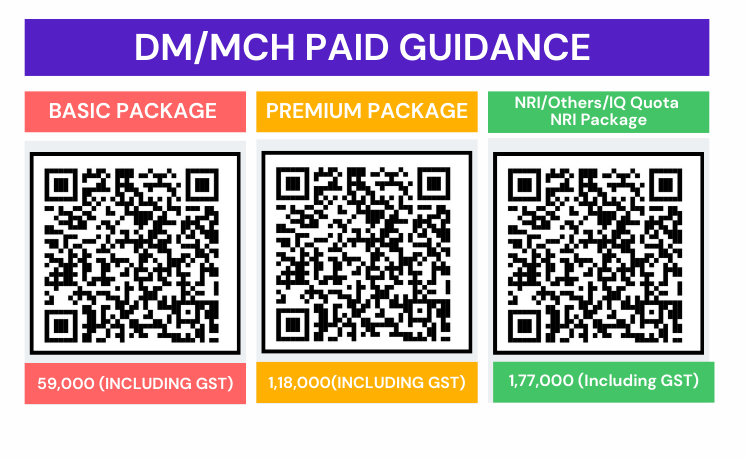 DM/MCH PAID GUIDANCE
BASIC PACKAGE
PREMIUM PACKAGE
NRI/Others/IQ Quota
NRI Package
59,000 (INCLUDING GST)
1,18,000(INCLUDING GST)
1,77,000 (Including GST)